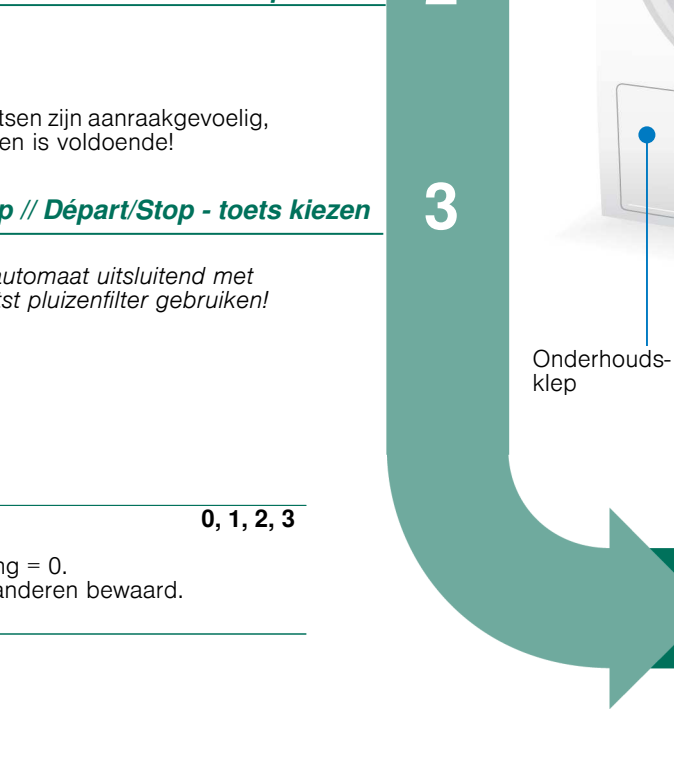 tsen zijn aanraakgevoelig,
en is voldoende!
p // Départ/Stop - toets kiezen
3
automaat uitsluitend met
tst pluizenfilter gebruiken!
Onderhouds-
klep
0, 1, 2, 3
ng = 0.
anderen bewaard.